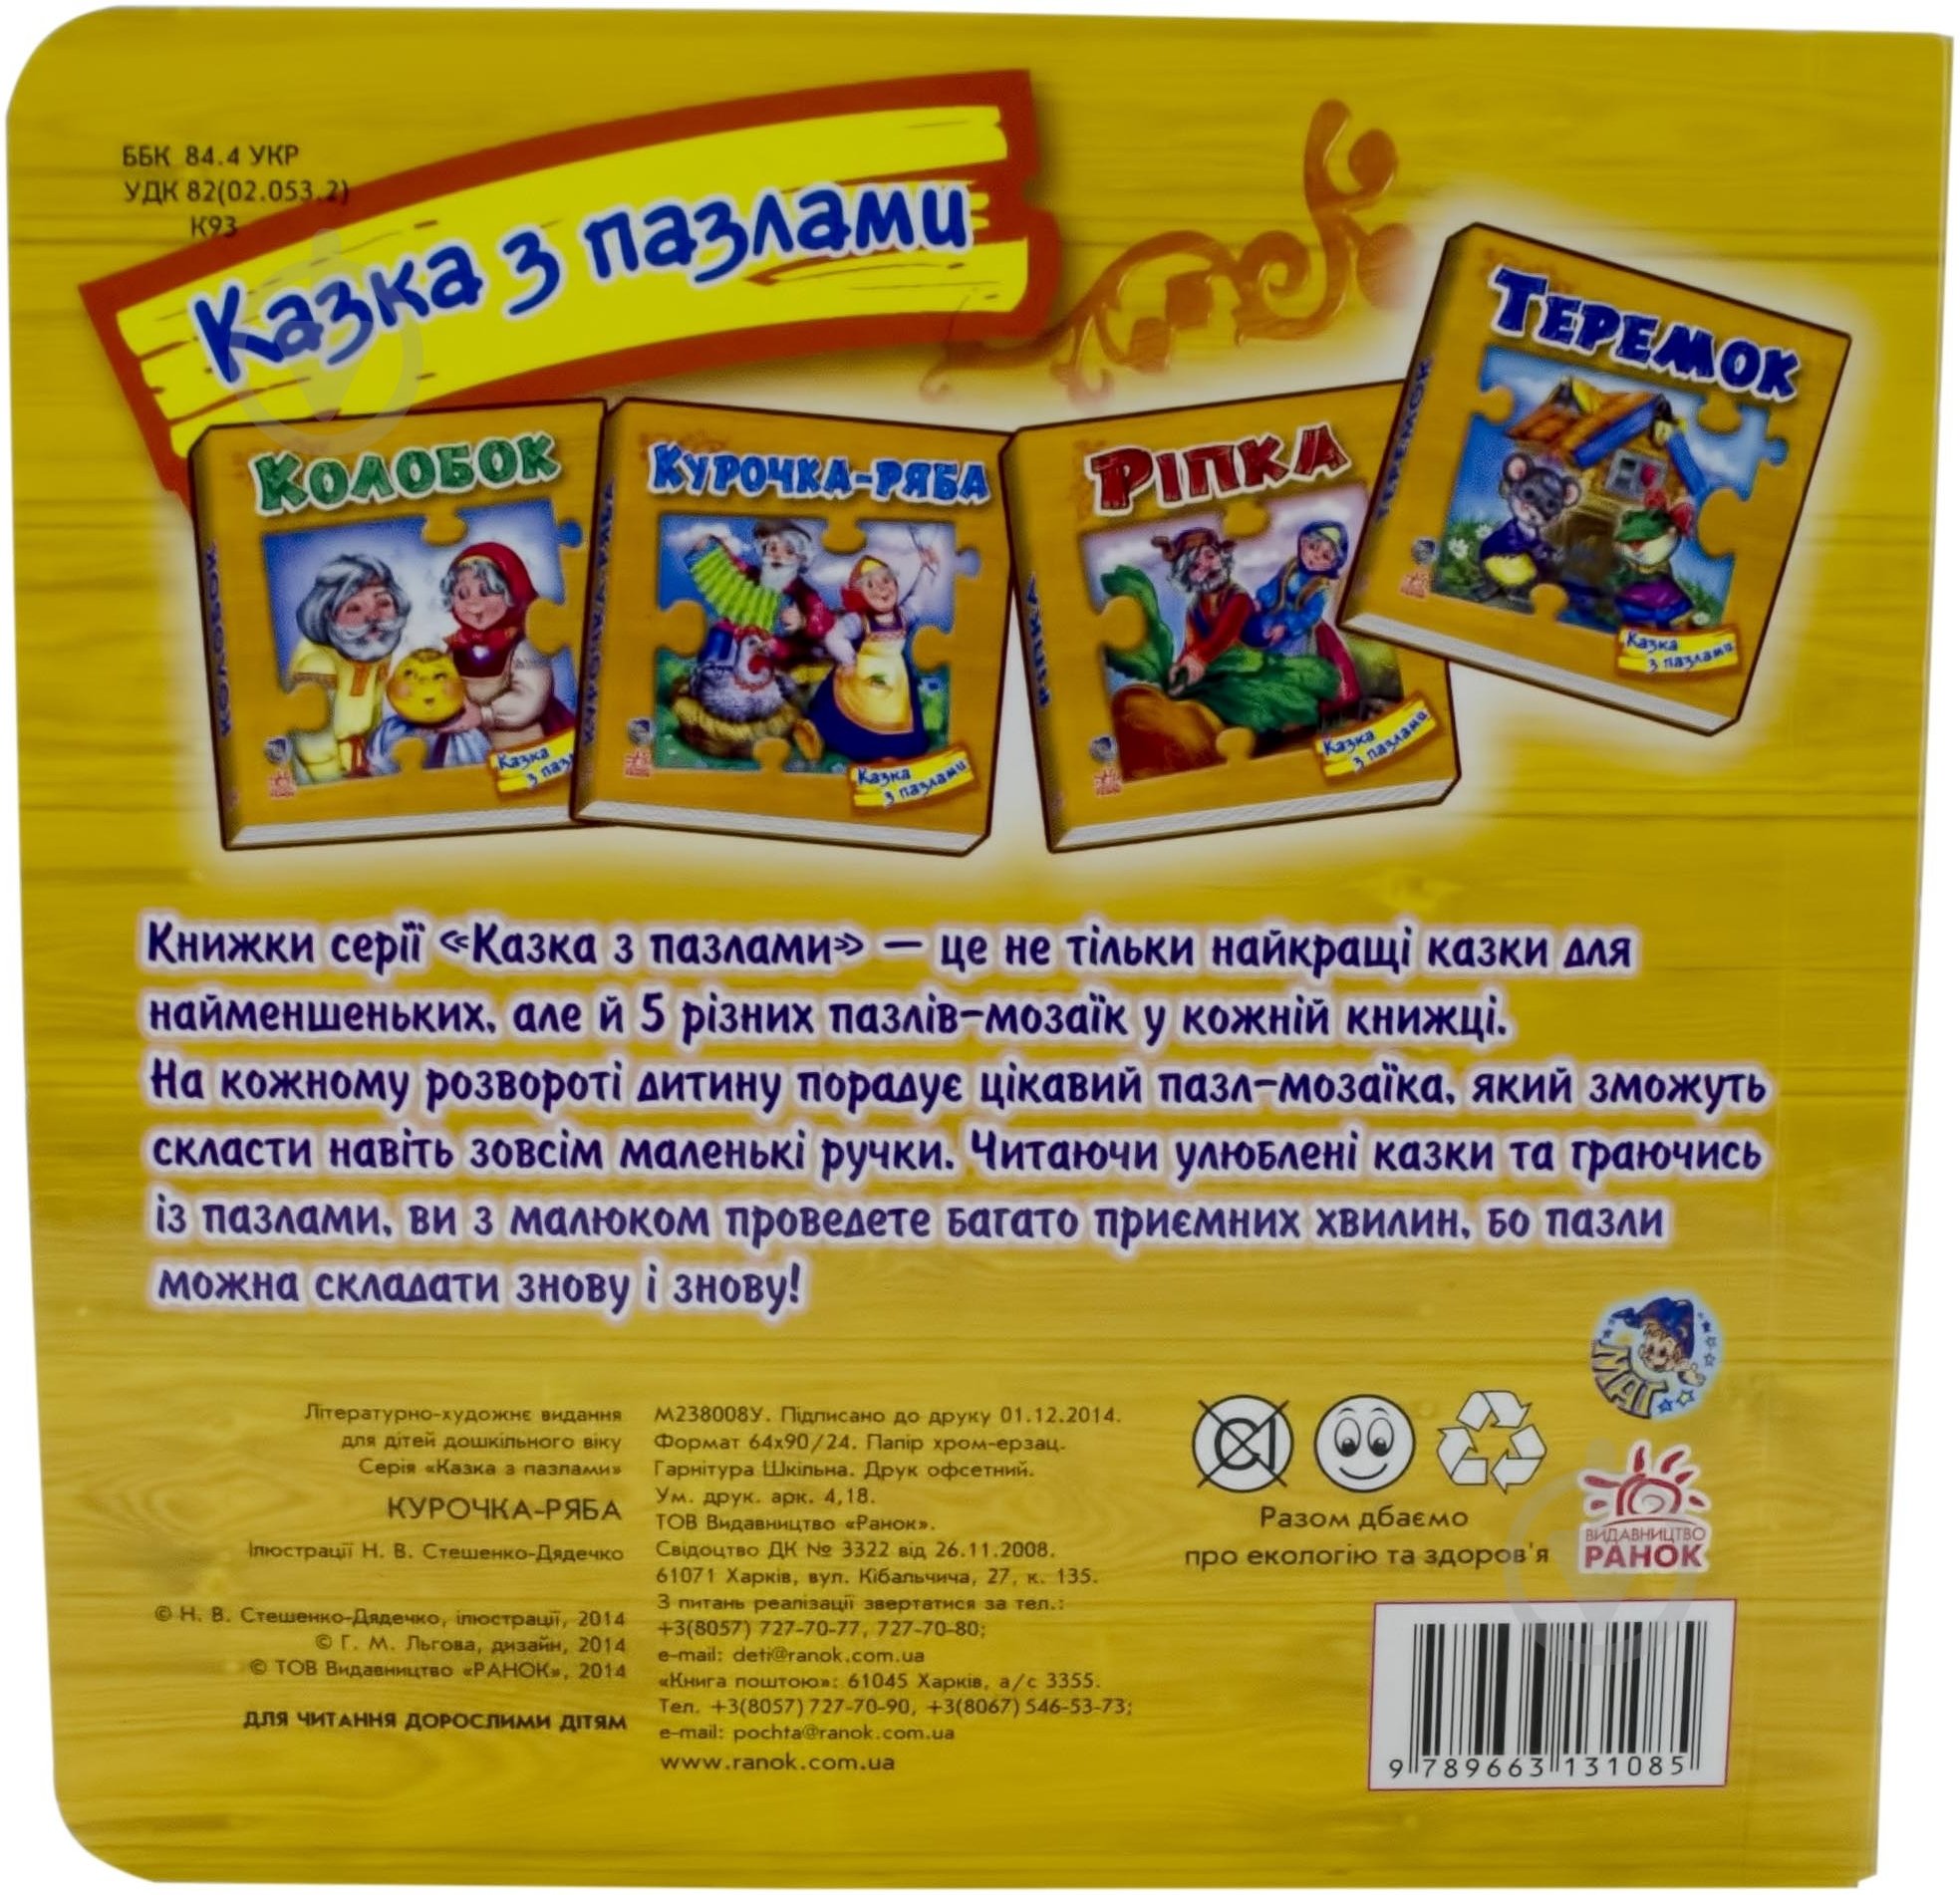 ББК 84.4 УКР
УДК 82(02.053.2)
К93
Казка з пазлами
КОЛОБОК
КОЛОБОК
Казка
з паз
КУРОЧКА-РЯБА
КУРОЧКА-РЯБА
РАНОК
Казка
з пазлами
РІПКА
РІПКА
Казка
з пазлами
ТЕРЕМОК
ТЕРЕМОК
Казка
з пазлами
Книжки серії «Казка з пазлами» — це не тільки найкращі казки для
найменшеньких, але й 5 різних пазлів-мозаїк у кожній книжці.
На кожному розвороті дитину порадує цікавий пазл-мозаїка, який зможуть
скласти навіть зовсім маленькі ручки. Читаючи улюблені казки та граючись
із пазлами, ви з малюком проведете багато приємних хвилин, бо пазли
можна складати знову і знову!
Літературно-художнє видання
для дітей дошкільного віку
Серія «Казка з пазлами»
КУРОЧКА-РЯБА
Ілюстрації Н. В. Стешенко-Дядечко
© Н. В. Стешенко-Дядечко, ілюстрації, 2014
© Г. М. Льгова, дизайн, 2014
© ТОВ Видавництво «РАНОК», 2014
ДЛЯ ЧИТАННЯ ДОРОСЛИМИ ДІТЯМ
М238008У. Підписано до друку 01.12.2014.
Формат 64х90/24. Папір хром-ерзац.
Гарнітура Шкільна. Друк офсетний.
Ум. друк. арк. 4,18.
ТОВ Видавництво «Ранок».
Свідоцтво ДК № 3322 від 26.11.2008.
61071 Харків, вул. Кібальчича, 27, к. 135.
З питань реалізації звертатися за тел.:
+3(8057) 727-70-77, 727-70-80;
e-mail: deti@ranok.com.ua
«Книга поштою»: 61045 Харків, а/с 3355.
Тел. +3(8057)727-70-90, +3(8067)546-53-73;
e-mail: pochta@ranok.com.ua
www.ranok.com.ua
Разом дбаємо
про екологію та здоров'я
МАГ
ВИДАВНИЦТВО
РАНОК
9 789663 131085